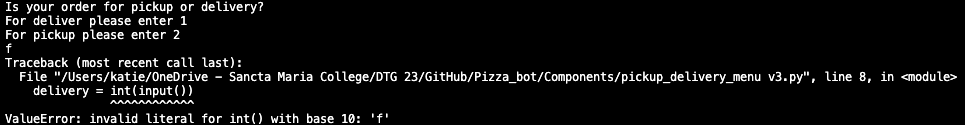 Is your order for pickup or delivery?
For deliver please enter 1
For pickup please enter 2
f
Traceback (most recent call last):
  File "/Users/katie/OneDrive - Sancta Maria College/DTG 23/GitHub/Pizza_bot/Components/pickup_delivery_menu v3.py", line 8, in <module>
    delivery = int(input())
               ^^^^^^^^^^^^
ValueError: invalid literal for int() with base 10: 'f'